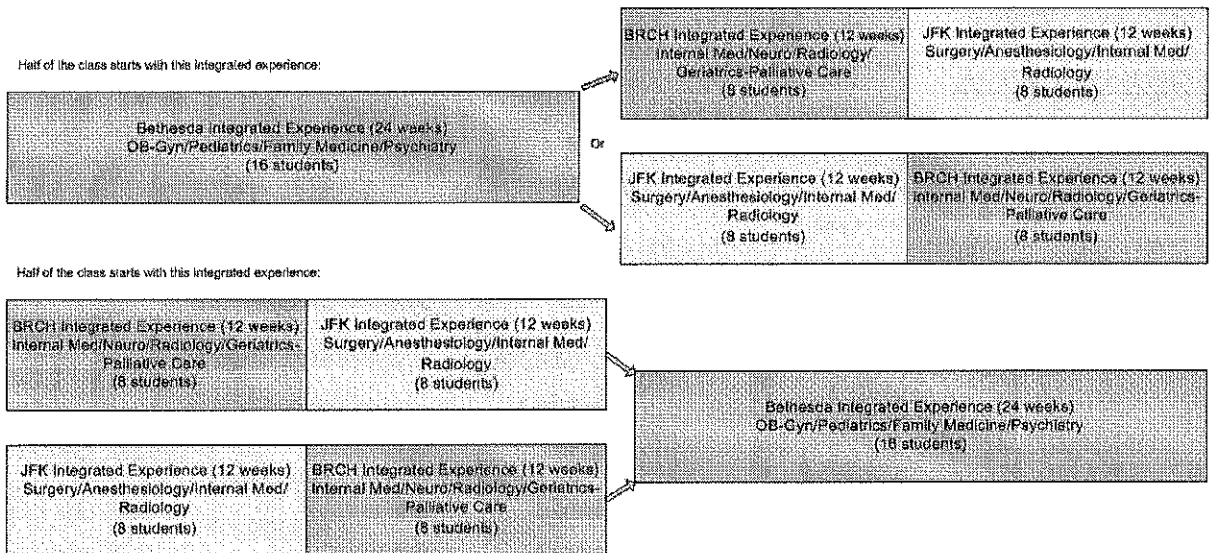 Half of the class starts with this integrated experience:
Bethesda Integrated Experience (24 weeks)
OB-Gyn/Pediatrics/Family Medicine/Psychiatry
(16 students)
BRCH Integrated Experience (12 weeks)
Internal Med/Neuro/Radiology/
Geriatrics-Palliative Care
(8 students)
JFK Integrated Experience (12 weeks)
Surgery/Anesthesiology/Internal Med/
Radiology
(8 students)
Or
JFK Integrated Experience (12 weeks)
Surgery/Anesthesiology/Internal Med/
Radiology
(8 students)
BRCH Integrated Experience (12 weeks)
Internal Med/Neuro/Radiology/Geriatrics-
Palliative Care
(8 students)
Half of the class starts with this integrated experience:
BRCH Integrated Experience (12 weeks)
Internal Med/Neuro/Radiology/Geriatrics-
Palliative Care
(8 students)
JFK Integrated Experience (12 weeks)
Surgery/Anesthesiology/Internal Med/
Radiology
(8 students)
JFK Integrated Experience (12 weeks)
Surgery/Anesthesiology/Internal Med/
Radiology
(8 students)
BRCH Integrated Experience (12 weeks)
Internal Med/Neuro/Radiology/Geriatrics-
Palliative Care
(8 students)
Bethesda Integrated Experience (24 weeks)
OB-Gyn/Pediatrics/Family Medicine/Psychiatry
(16 students)